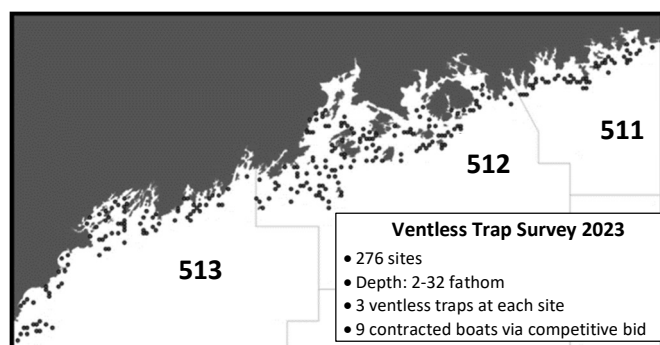 511
512
513
Ventless Trap Survey 2023
• 276 sites
• Depth: 2-32 fathom
• 3 ventless traps at each site
• 9 contracted boats via competitive bid